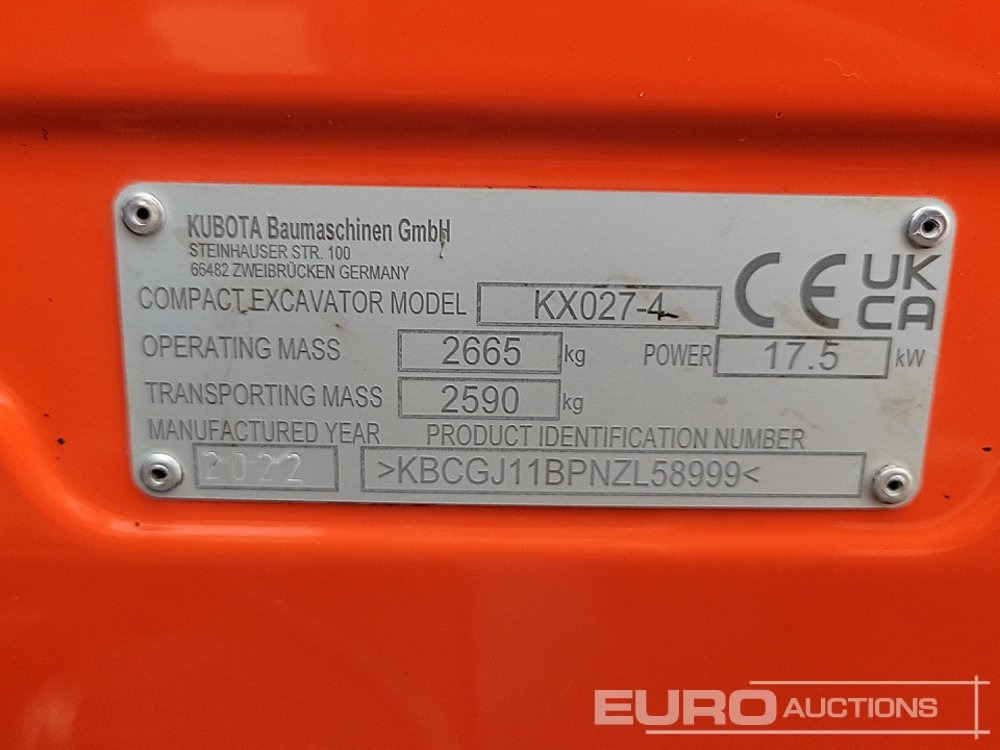 KUBOTA Baumaschinen GmbH
STEINHAUSER STR. 100
66482 ZWEIBRÜCKEN GERMANY
COMPACT EXCAVATOR MODEL KX027-4
CE UK CA
OPERATING MASS 2665 kg POWER 17.5 kW
TRANSPORTING MASS 2590 kg
MANUFACTURED YEAR PRODUCT IDENTIFICATION NUMBER
2022 >KBCGJ11BPNZL58999<
EURO AUCTIONS